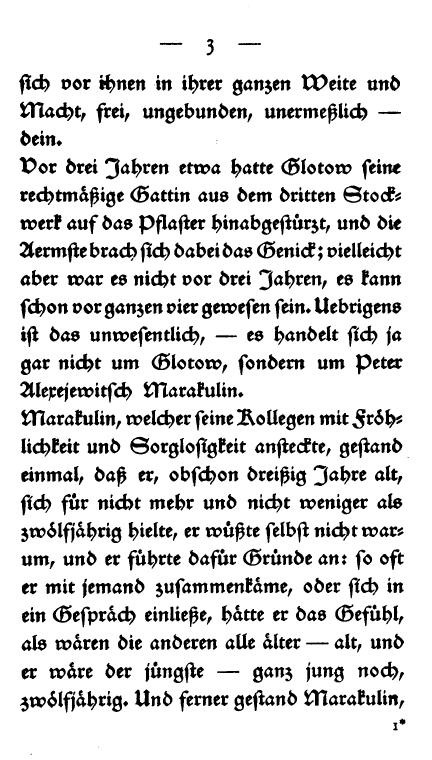 — 3 —
sich vor ihnen in ihrer ganzen Weite und
Macht, frei, ungebunden, unermeßlich —
dein.
Vor drei Jahren etwa hatte Glotow seine
rechtmäßige Gattin aus dem dritten Stock⸗
werk auf das Pflaster hinabgestürzt, und die
Aermste brach sich dabei das Genick; vielleicht
aber war es nicht vor drei Jahren, es kann
schon vor ganzen vier gewesen sein. Uebrigens
ist das unwesentlich, — es handelt sich ja
gar nicht um Glotow, sondern um Peter
Alexejewitsch Marakulin.
Marakulin, welcher seine Kollegen mit Fröh⸗
lichkeit und Sorglosigkeit ansteckte, gestand
einmal, daß er, obschon dreißig Jahre alt,
sich für nicht mehr und nicht weniger als
zwölfjährig hielte, er wüßte selbst nicht war⸗
um, und er führte dafür Gründe an: so oft
er mit jemand zusammenkäme, oder sich in
ein Gespräch einließe, hätte er das Gefühl,
als wären die anderen alle älter — alt, und
er wäre der jüngste — ganz jung noch,
zwölfjährig. Und ferner gestand Marakulin,
1*